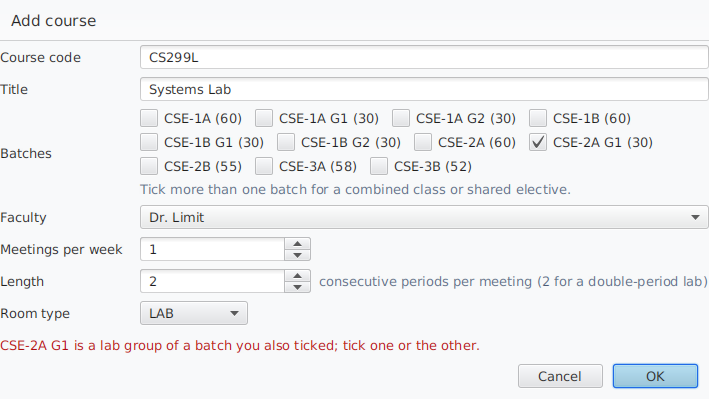 Add course
Course code CS299L
Title Systems Lab
CSE-1A (60) CSE-1A G1 (30) CSE-1A G2 (30) CSE-1B (60)
Batches CSE-1B G1 (30) CSE-1B G2 (30) CSE-2A (60) CSE-2A G1 (30)
CSE-2B (55) CSE-3A (58) CSE-3B (52)
Tick more than one batch for a combined class or shared elective.
Faculty Dr. Limit
Meetings per week 1
Length 2 consecutive periods per meeting (2 for a double-period lab)
Room type LAB
CSE-2A G1 is a lab group of a batch you also ticked; tick one or the other.
Cancel OK